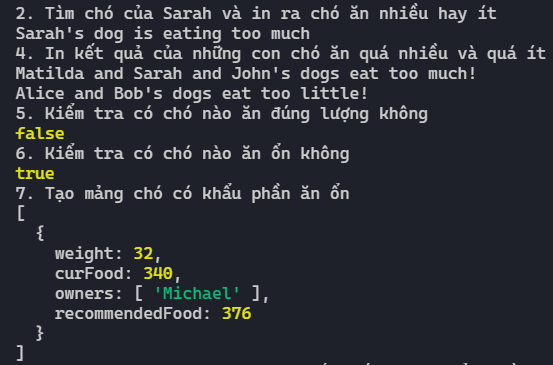 2. Tìm chó của Sarah và in ra chó ăn nhiều hay ít
Sarah's dog is eating too much
4. In kết quả của những con chó ăn quá nhiều và quá ít
Matilda and Sarah and John's dogs eat too much!
Alice and Bob's dogs eat too little!
5. Kiểm tra có chó nào ăn đúng lượng không
false
6. Kiểm tra có chó nào ăn ổn không
true
7. Tạo mảng chó có khẩu phần ăn ổn
[
  {
    weight: 32,
    curFood: 340,
    owners: [ 'Michael' ],
    recommendedFood: 376
  }
]